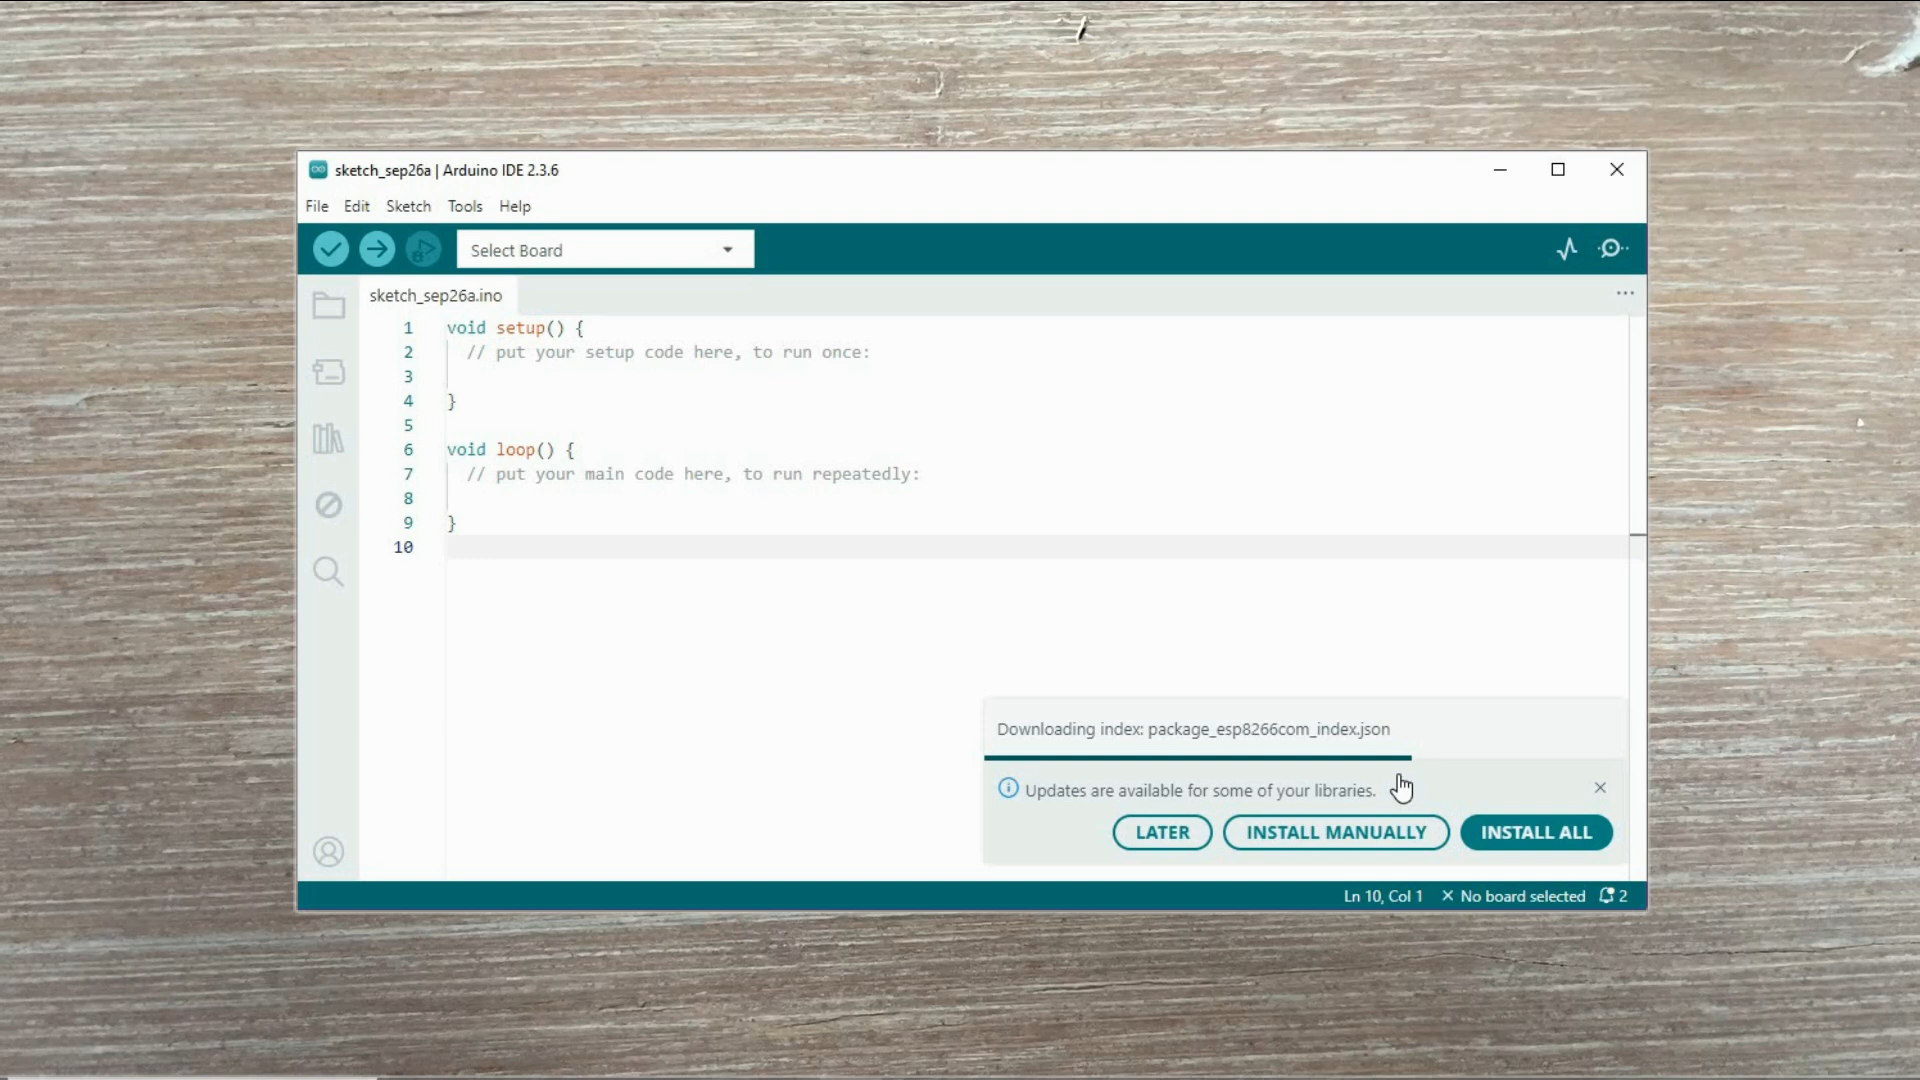 sketch_sep26a | Arduino IDE 2.3.6
File Edit Sketch Tools Help
Select Board
sketch_sep26a.ino
1 void setup() {
2 // put your setup code here, to run once:
3
4 }
5
6 void loop() {
7 // put your main code here, to run repeatedly:
8
9 }
10
Downloading index: package_esp8266com_index.json
Updates are available for some of your libraries.
LATER INSTALL MANUALLY INSTALL ALL
Ln 10, Col 1 × No board selected 2